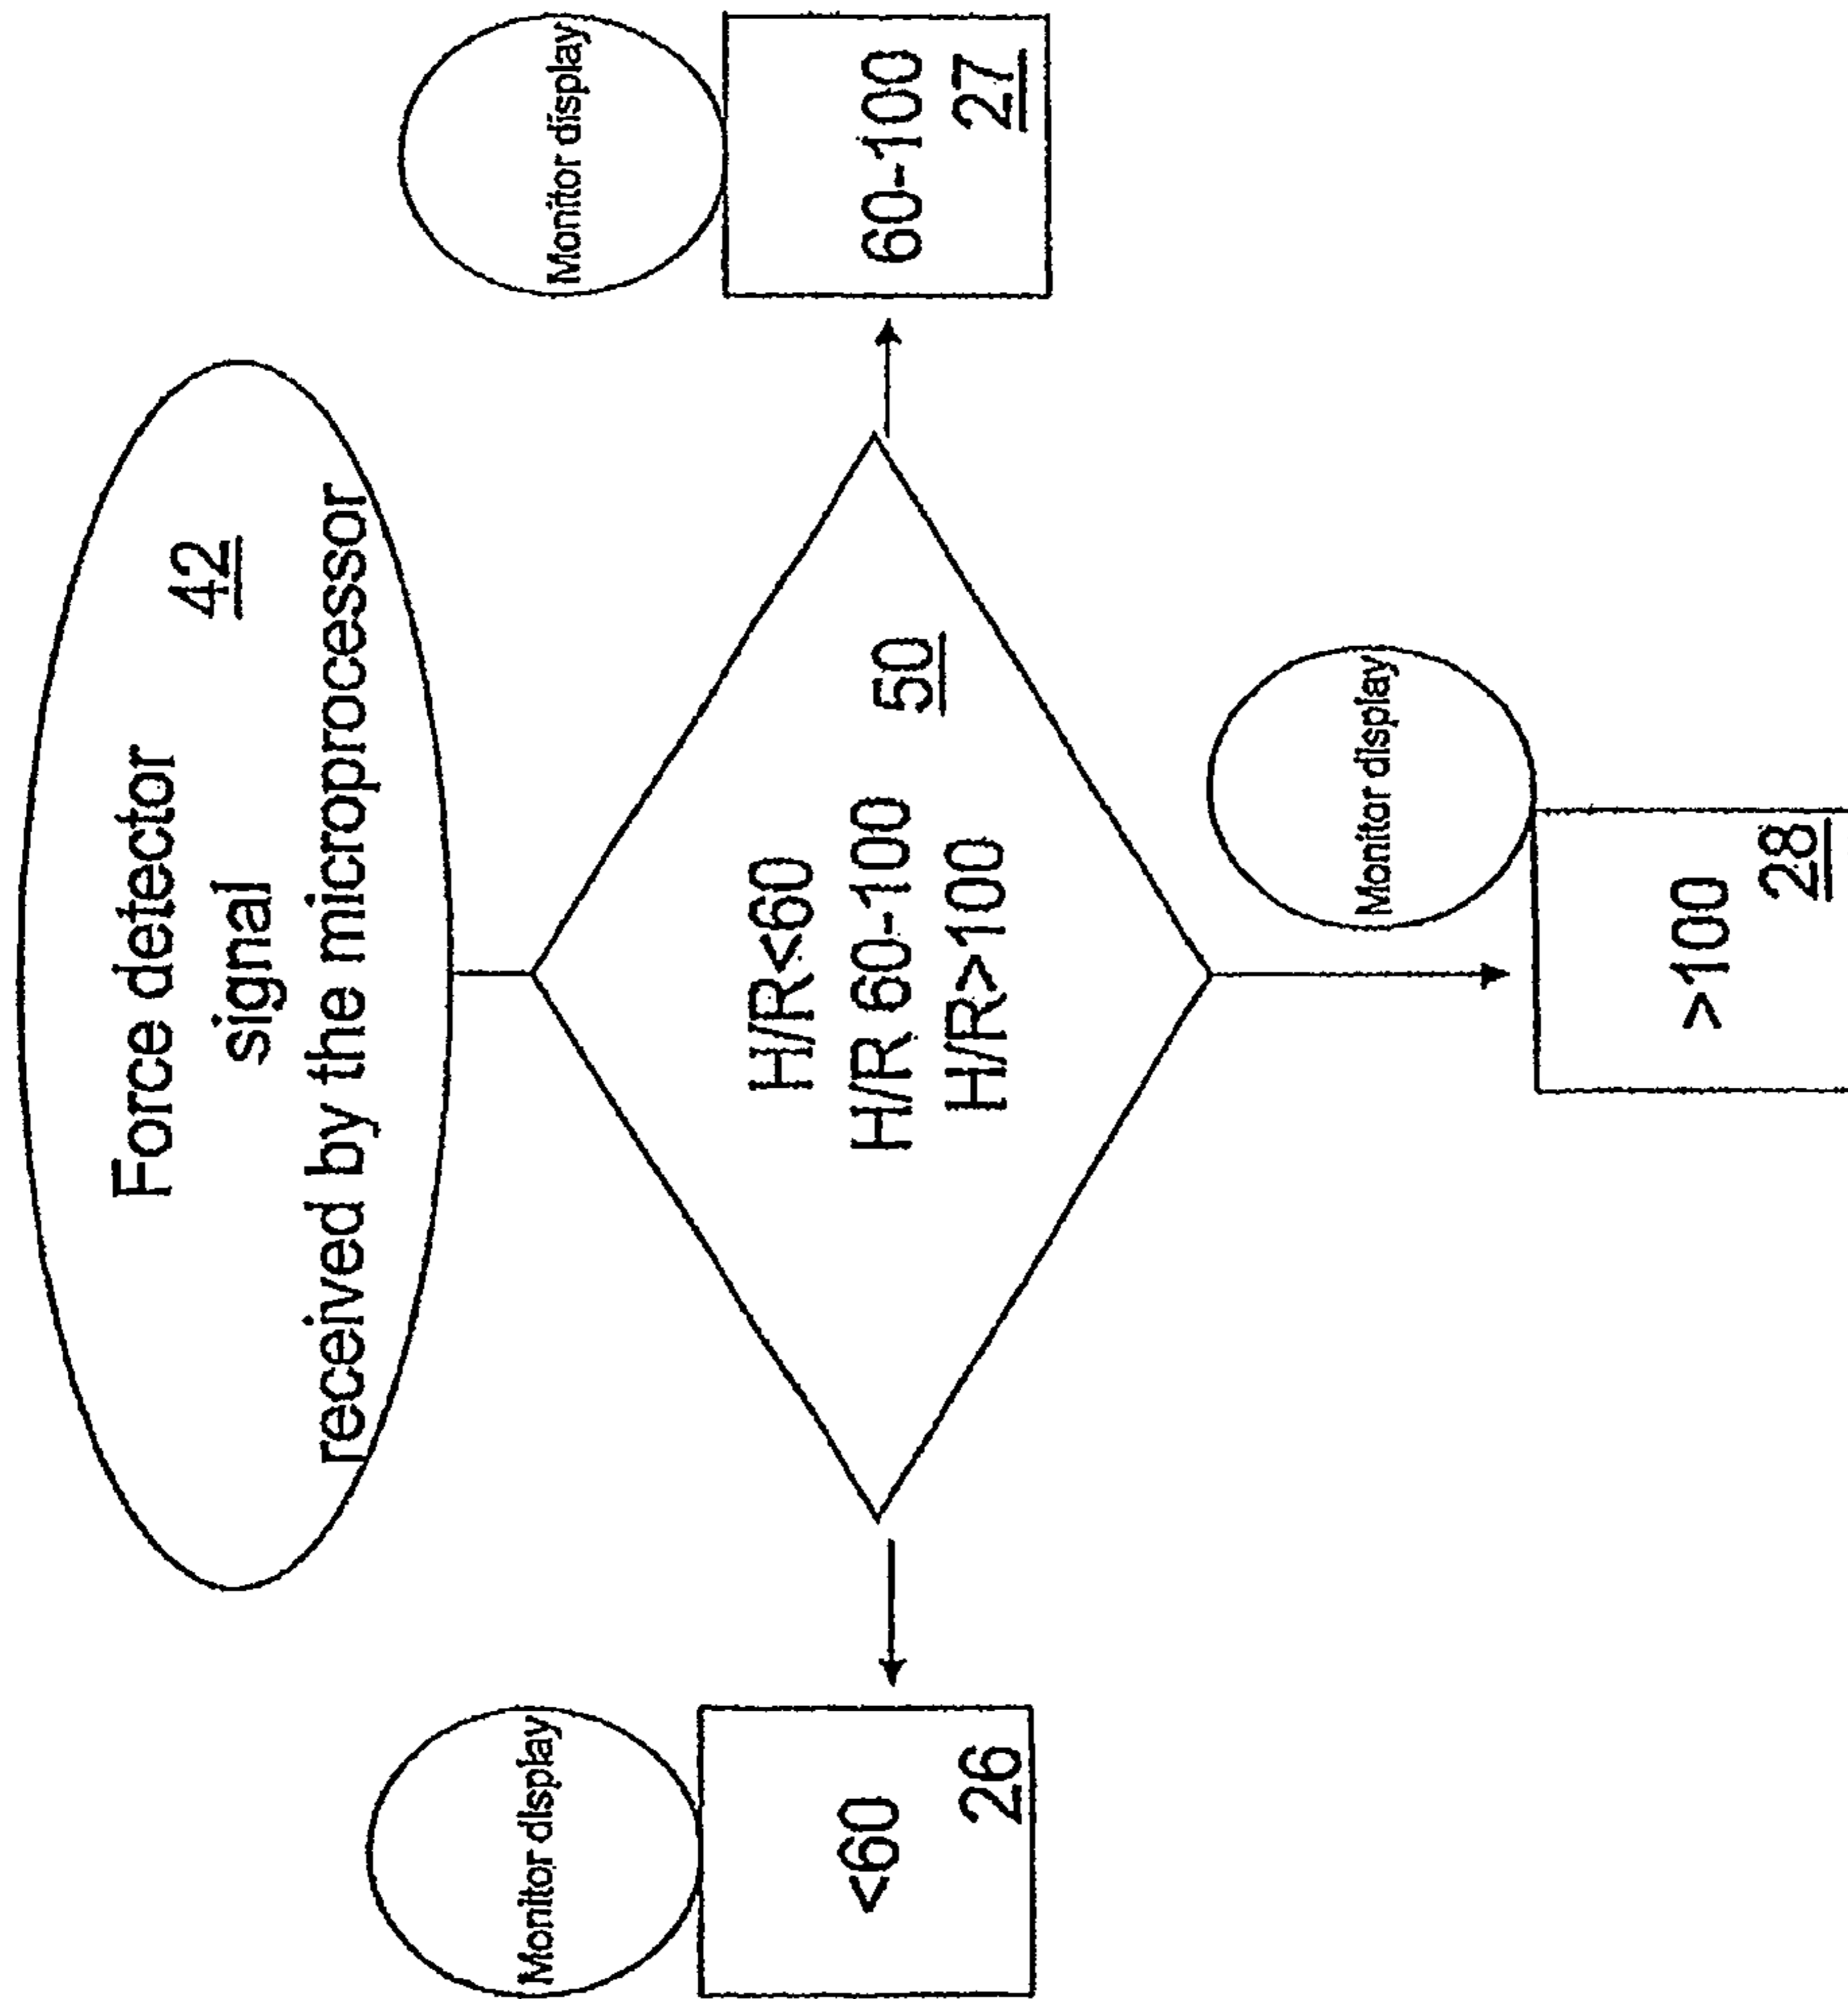 Force detector
signal 42
received by the microprocessor
H/R<60
H/R 60-100 50
H/R>100
Monitor display
<60
26
Monitor display
60-100
27
Monitor display
>100
28